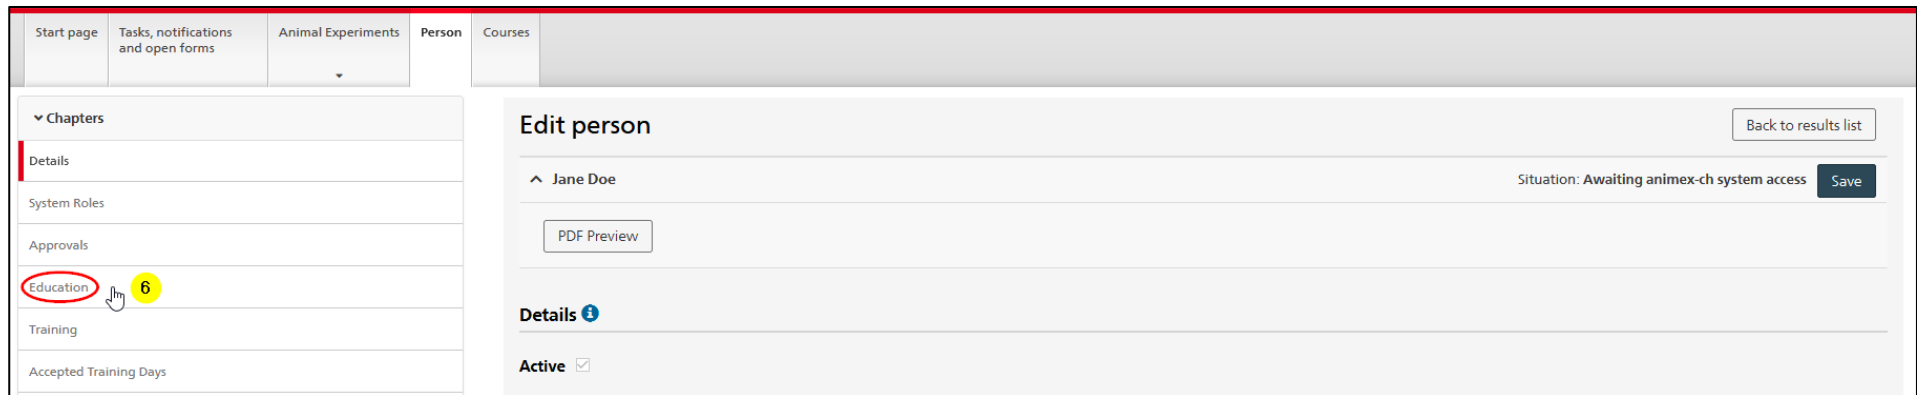 Start page
Tasks, notifications
and open forms
Animal Experiments
Person
Courses
Chapters
Details
System Roles
Approvals
Education
6
Training
Accepted Training Days
Edit person
Back to results list
Jane Doe
Situation: Awaiting animex-ch system access
Save
PDF Preview
Details
Active